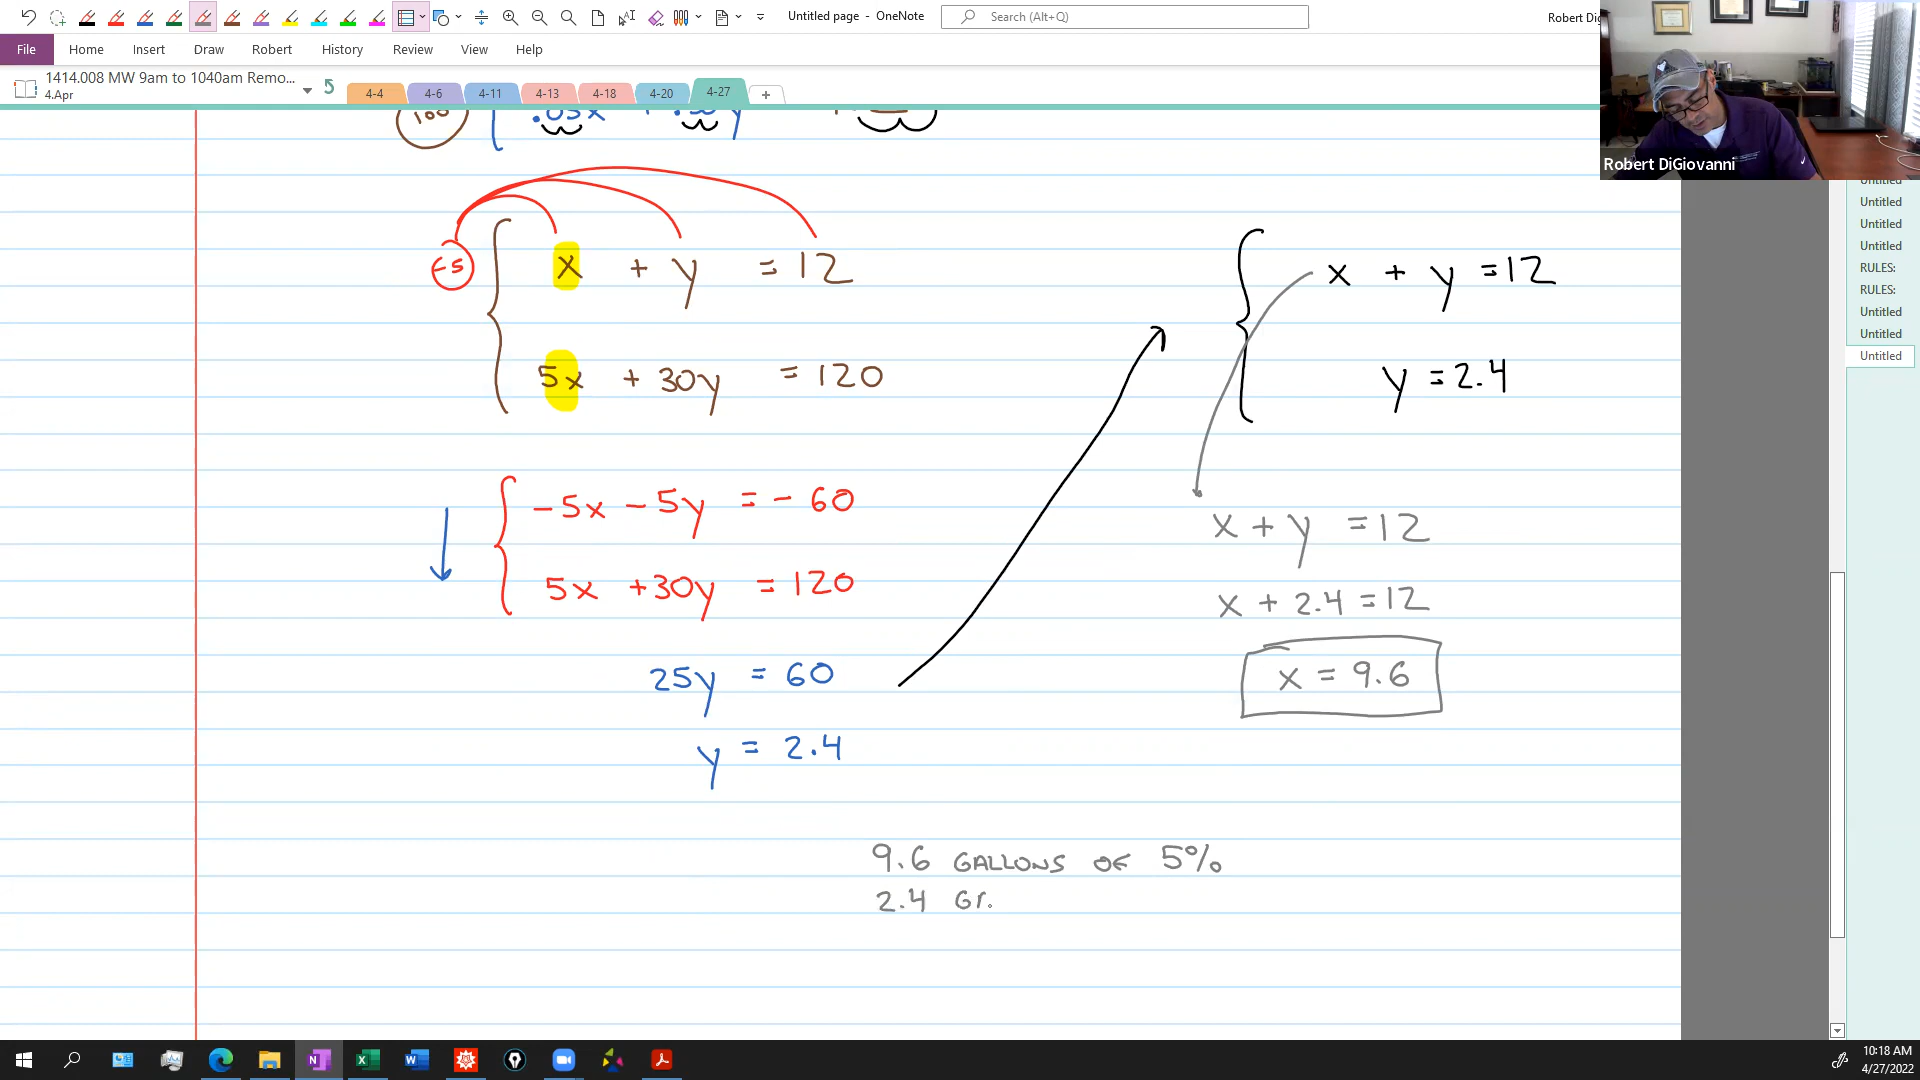 Untitled page - OneNote
Search (Alt+Q)
Robert Di
File Home Insert Draw Robert History Review View Help
1414.008 MW 9am to 1040am Remo...
4.Apr
4-4 4-6 4-11 4-13 4-18 4-20 4-27
Robert DiGiovanni
Untitled
Untitled
Untitled
Untitled
RULES:
RULES:
Untitled
Untitled
Untitled
100 .05x + .30y
-5
x + y = 12
5x + 30y = 120
-5x - 5y = - 60
5x + 30y = 120
25y = 60
y = 2.4
x + y = 12
y = 2.4
x + y = 12
x + 2.4 = 12
x = 9.6
9.6 GALLONS OF 5%
2.4 Gr.
10:18 AM
4/27/2022